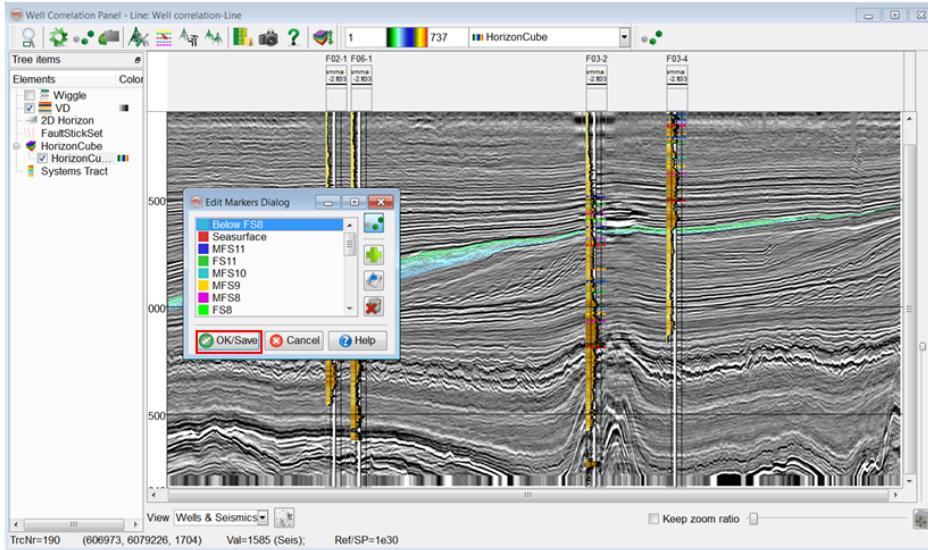 Well Correlation Panel - Line: Well correlation-Line
1 737 HorizonCube
Tree items
Elements Color
Wiggle
VD
2D Horizon
FaultStickSet
HorizonCube
HorizonCu...
Systems Tract
F02-1 F06-1 F03-2 F03-4
500
000
500
Edit Markers Dialog
Below FS8
Seasurface
MFS11
FS11
MFS10
MFS9
MFS8
FS8
OK/Save Cancel Help
View Wells & Seismics Keep zoom ratio
TrcNr=190 (606973, 6079226, 1704) Val=1585 (Seis); Ref/SP=1e30